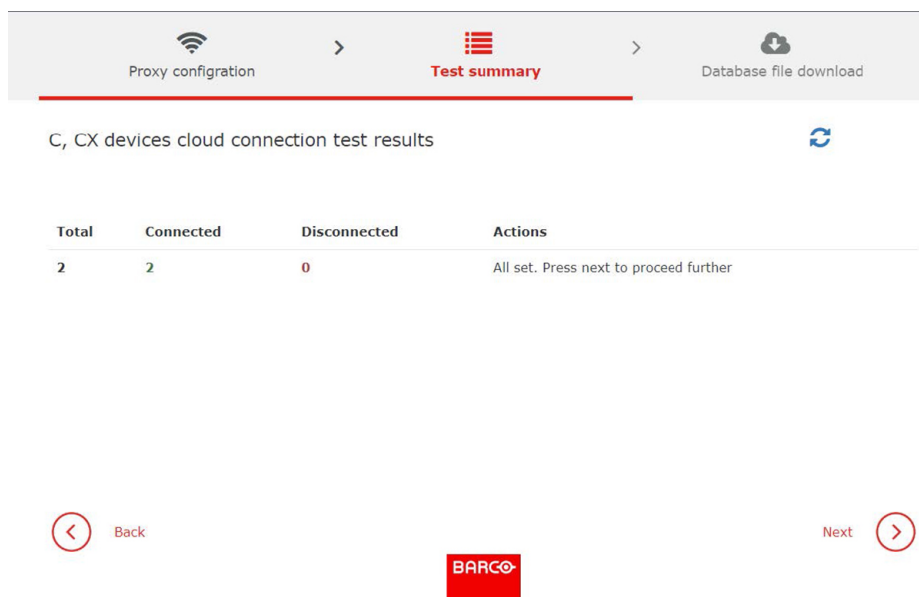 Proxy configration
Test summary
Database file download
C, CX devices cloud connection test results
Total Connected Disconnected Actions
2 2 0 All set. Press next to proceed further
Back
Next
BARCO